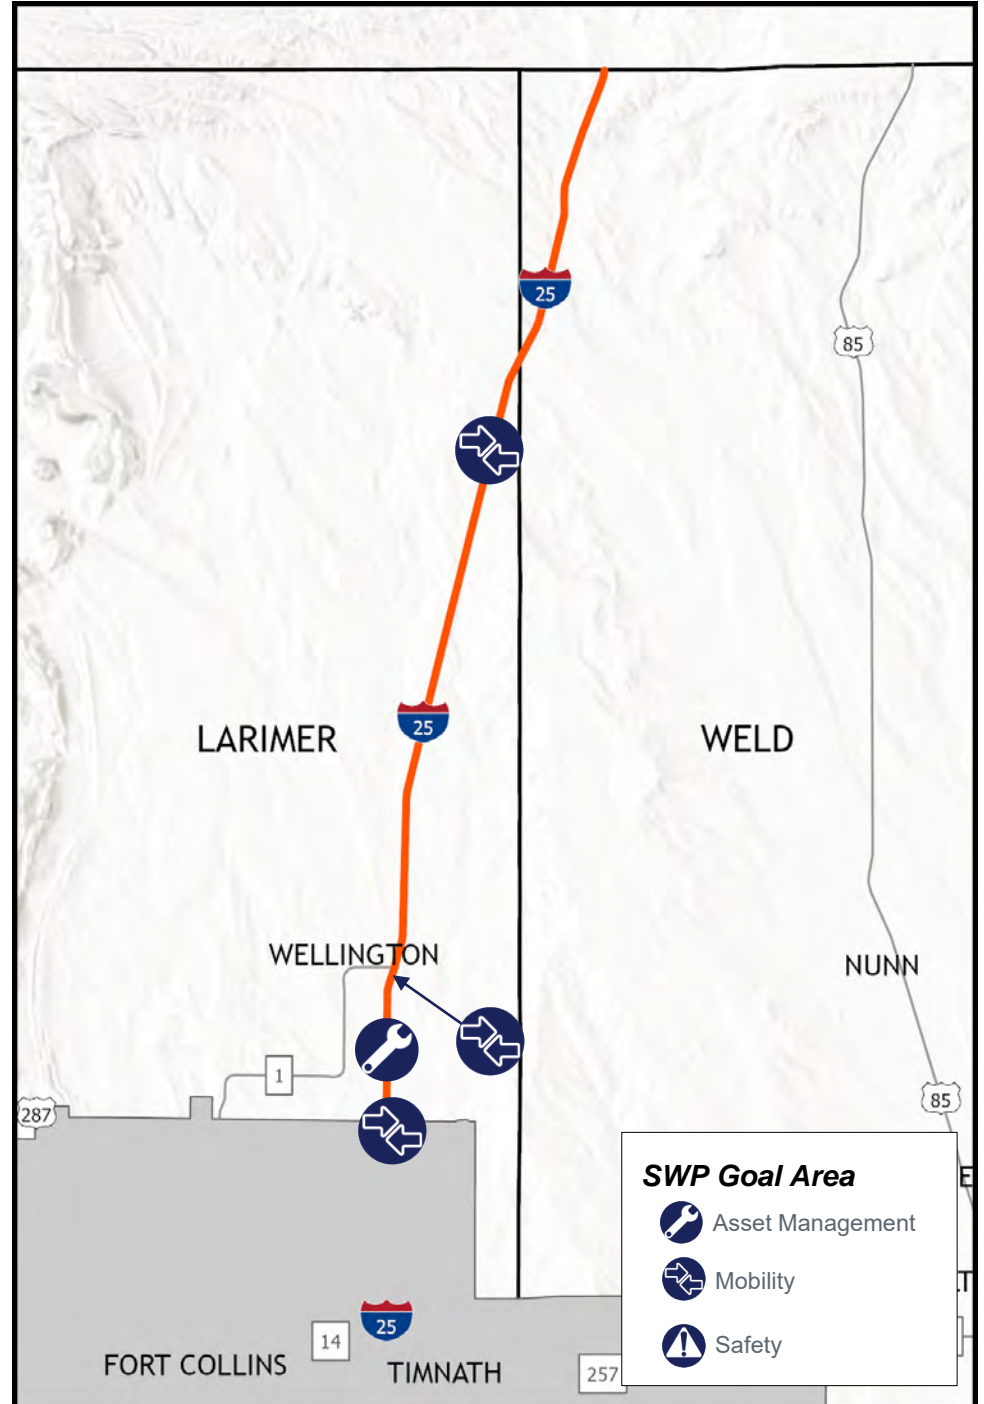 25
85
25
LARIMER
WELD
WELLINGTON
NUNN
1
287
85
SWP Goal Area
Asset Management
Mobility
Safety
25
14
FORT COLLINS
TIMNATH
257